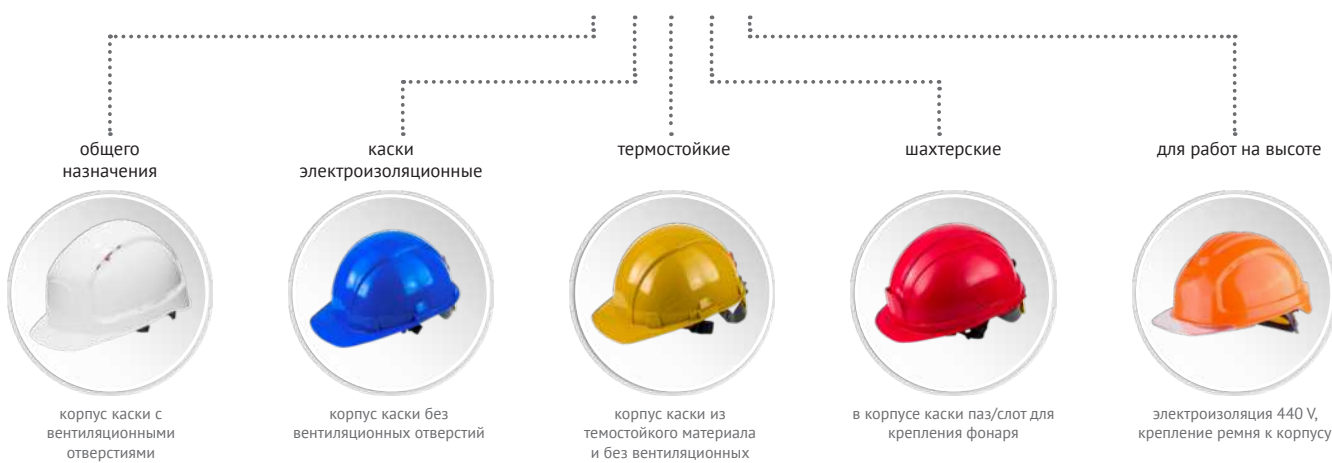 общего
назначения
каски
электроизоляционные
термостойкие
шахтерские
для работ на высоте
корпус каски с
вентиляционными
отверстиями
корпус каски без
вентиляционных отверстий
корпус каски из
темостойкого материала
и без вентиляционных
в корпусе каски паз/слот для
крепления фонаря
электроизоляция 440 V,
крепление ремня к корпусу